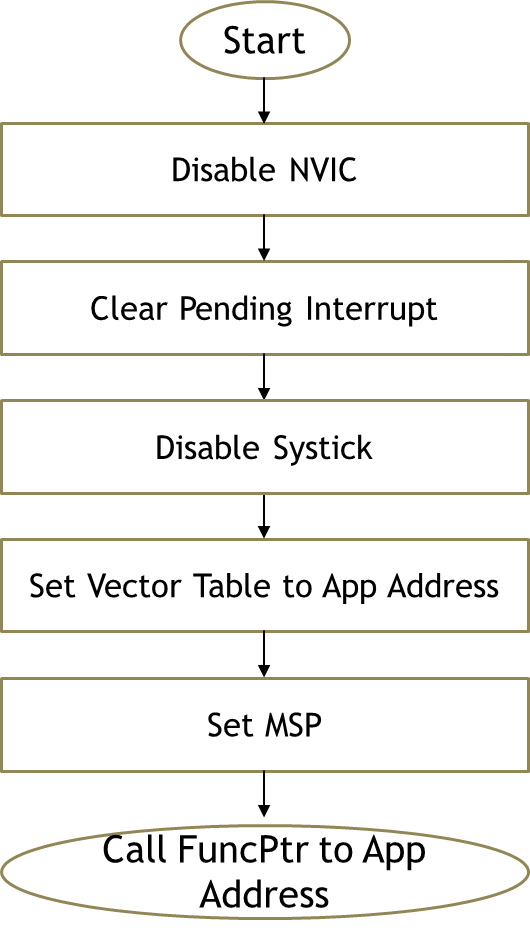 Start
Disable NVIC
Clear Pending Interrupt
Disable Systick
Set Vector Table to App Address
Set MSP
Call FuncPtr to App
Address